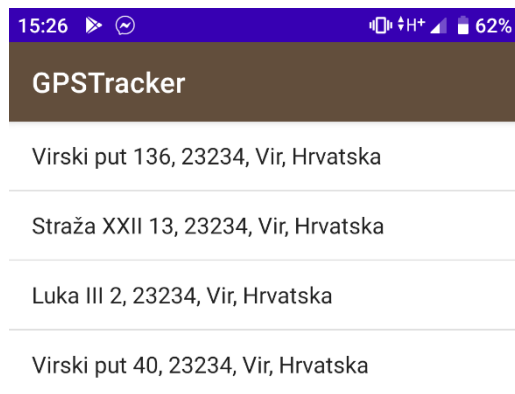 15:26 H+ 62%
GPSTracker
Virski put 136, 23234, Vir, Hrvatska
Straža XXII 13, 23234, Vir, Hrvatska
Luka III 2, 23234, Vir, Hrvatska
Virski put 40, 23234, Vir, Hrvatska